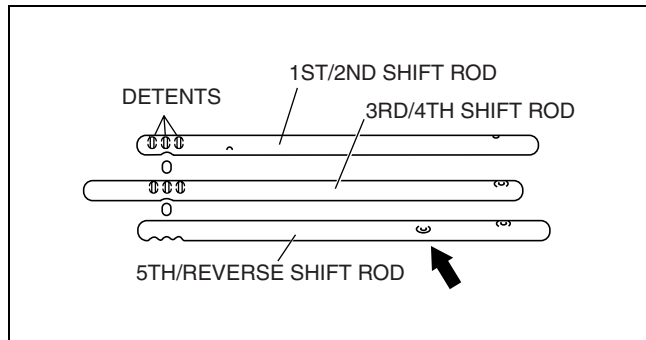 1ST/2ND SHIFT ROD
DETENTS
3RD/4TH SHIFT ROD
5TH/REVERSE SHIFT ROD